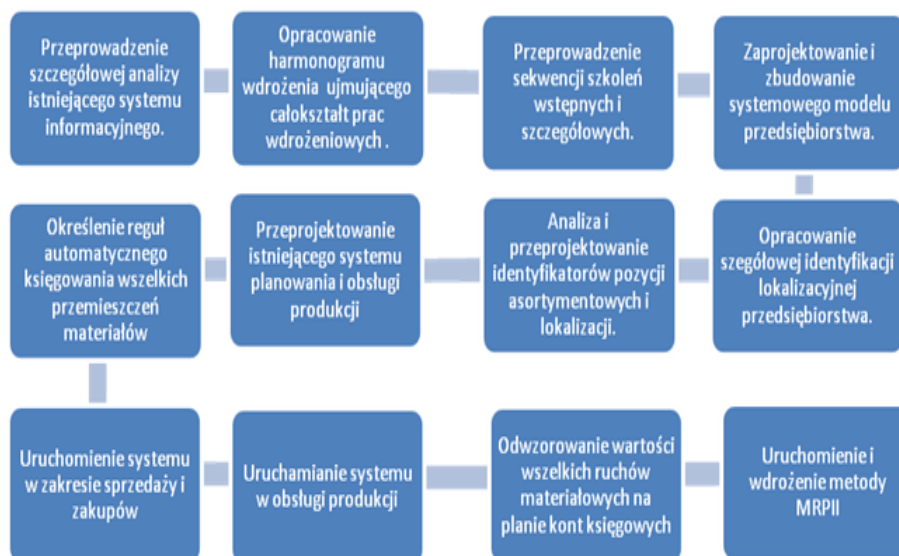 Przeprowadzenie
szczegółowej analizy
istniejącego systemu
informacyjnego.
Opracowanie
harmonogramu
wdrożenia ujmującego
całokształt prac
wdrożeniowych .
Przeprowadzenie
sekwencji szkoleń
wstępnych i
szczegółowych.
Zaprojektowanie i
zbudowanie
systemowego modelu
przedsiębiorstwa.
Określenie reguł
automatycznego
księgowania wszelkich
przemieszczeń
materiałów
Przeprojektowanie
istniejącego systemu
planowania i obsługi
produkcji
Analiza i
przeprojektowanie
identyfikatorów pozycji
asortymentowych i
lokalizacji.
Opracowanie
szegółowej identyfikacji
lokalizacyjnej
przedsiębiorstwa.
Uruchomienie systemu
w zakresie sprzedaży i
zakupów
Uruchamianie systemu
w obsługi produkcji
Odwzorowanie wartości
wszelkich ruchów
materiałowych na
planie kont księgowych
Uruchomienie i
wdrożenie metody
MRPII